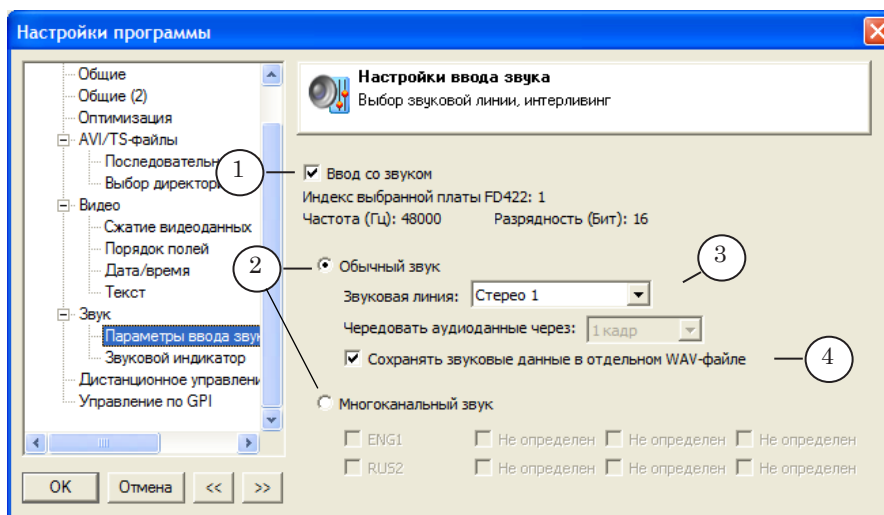 Настройки программы
Общие
Общие (2)
Оптимизация
AVI/TS-файлы
Последовательн
Выбор директори
Видео
Сжатие видеоданных
Порядок полей
Дата/время
Текст
Звук
Параметры ввода звук
Звуковой индикатор
Дистанционное управлени
Управление по GPI
OK
Отмена
<<
>>
Настройки ввода звука
Выбор звуковой линии, интерливинг
1
Ввод со звуком
Индекс выбранной платы FD422: 1
Частота (Гц): 48000 Разрядность (Бит): 16
2
Обычный звук
3
Звуковая линия: Стерео 1
Чередовать аудиоданные через: 1 кадр
Сохранять звуковые данные в отдельном WAV-файле
4
Многоканальный звук
ENG1 Не определен Не определен Не определен
RUS2 Не определен Не определен Не определен